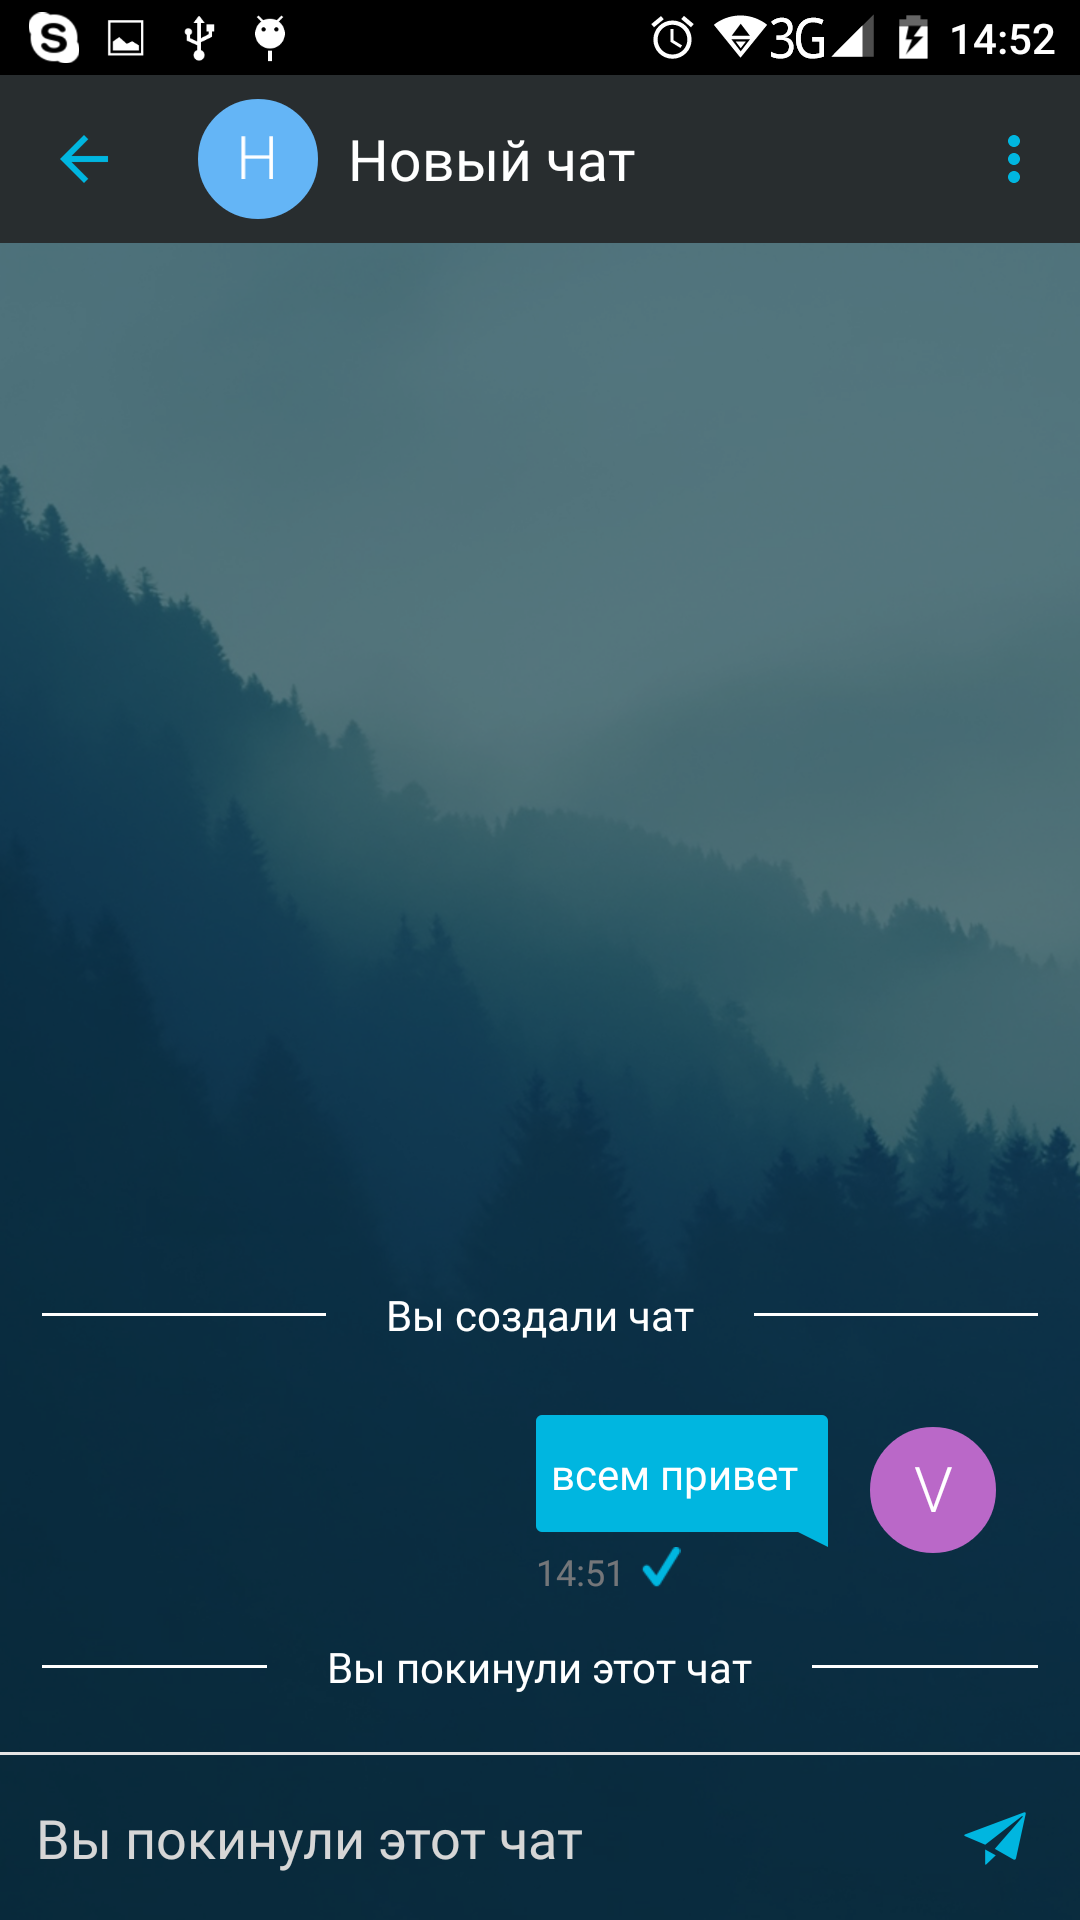 S 3G 14:52
Н Новый чат
Вы создали чат
всем привет V
14:51
Вы покинули этот чат
Вы покинули этот чат